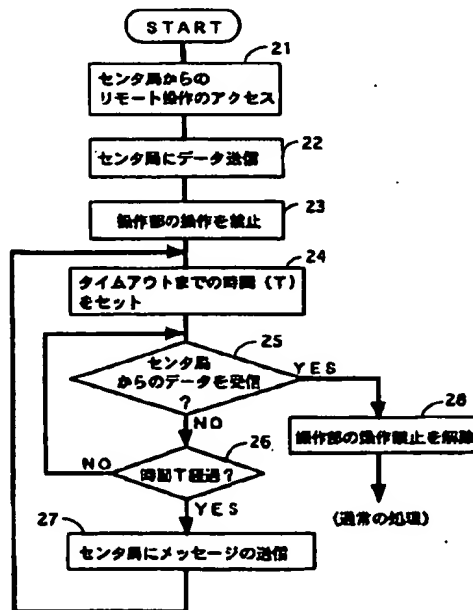 START
21
センタ局からの
リモート操作のアクセス
22
センタ局にデータ送信
23
操作部の操作を禁止
24
タイムアウトまでの時間（T）
をセット
25
センタ局
からのデータを受信
?
YES
NO
26
時間T経過?
NO
YES
27
センタ局にメッセージの送信
28
操作部の操作禁止を解除
(通常の処理)